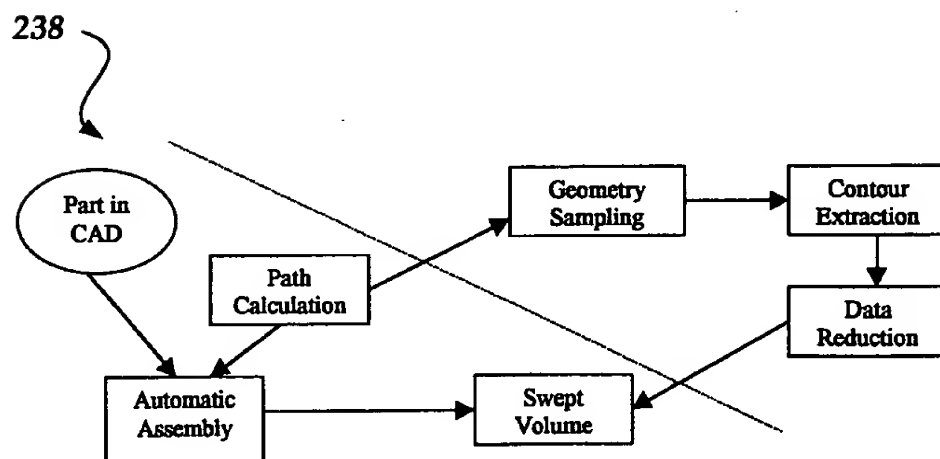 238
Part in
CAD
Path
Calculation
Geometry
Sampling
Contour
Extraction
Data
Reduction
Automatic
Assembly
Swept
Volume